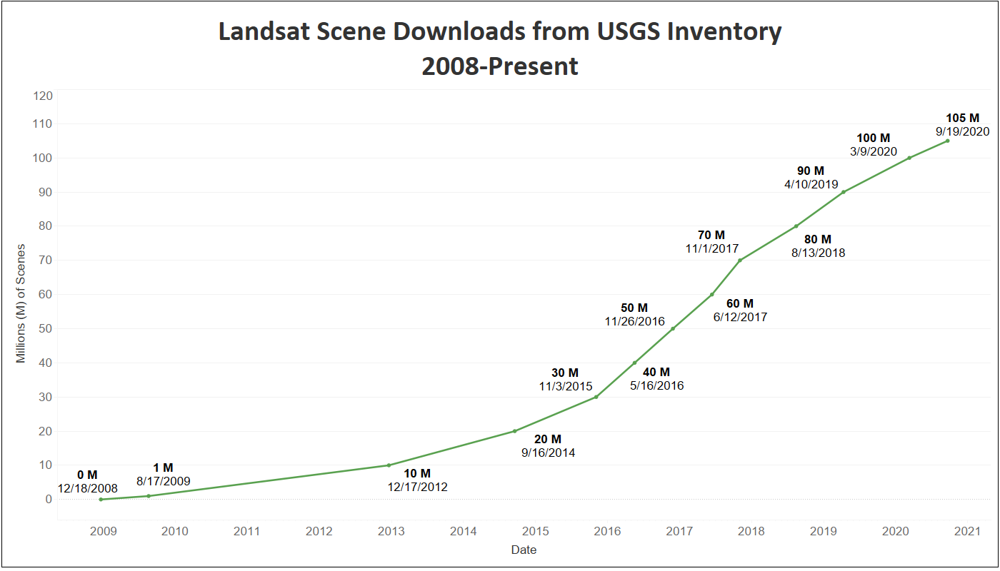 Landsat Scene Downloads from USGS Inventory
2008-Present
120
110
100
90
80
70
60
50
40
30
20
10
0
Millions (M) of Scenes
0 M
12/18/2008
1 M
8/17/2009
10 M
12/17/2012
20 M
9/16/2014
30 M
11/3/2015
40 M
5/16/2016
50 M
11/26/2016
60 M
6/12/2017
70 M
11/1/2017
80 M
8/13/2018
90 M
4/10/2019
100 M
3/9/2020
105 M
9/19/2020
2009 2010 2011 2012 2013 2014 2015 2016 2017 2018 2019 2020 2021
Date